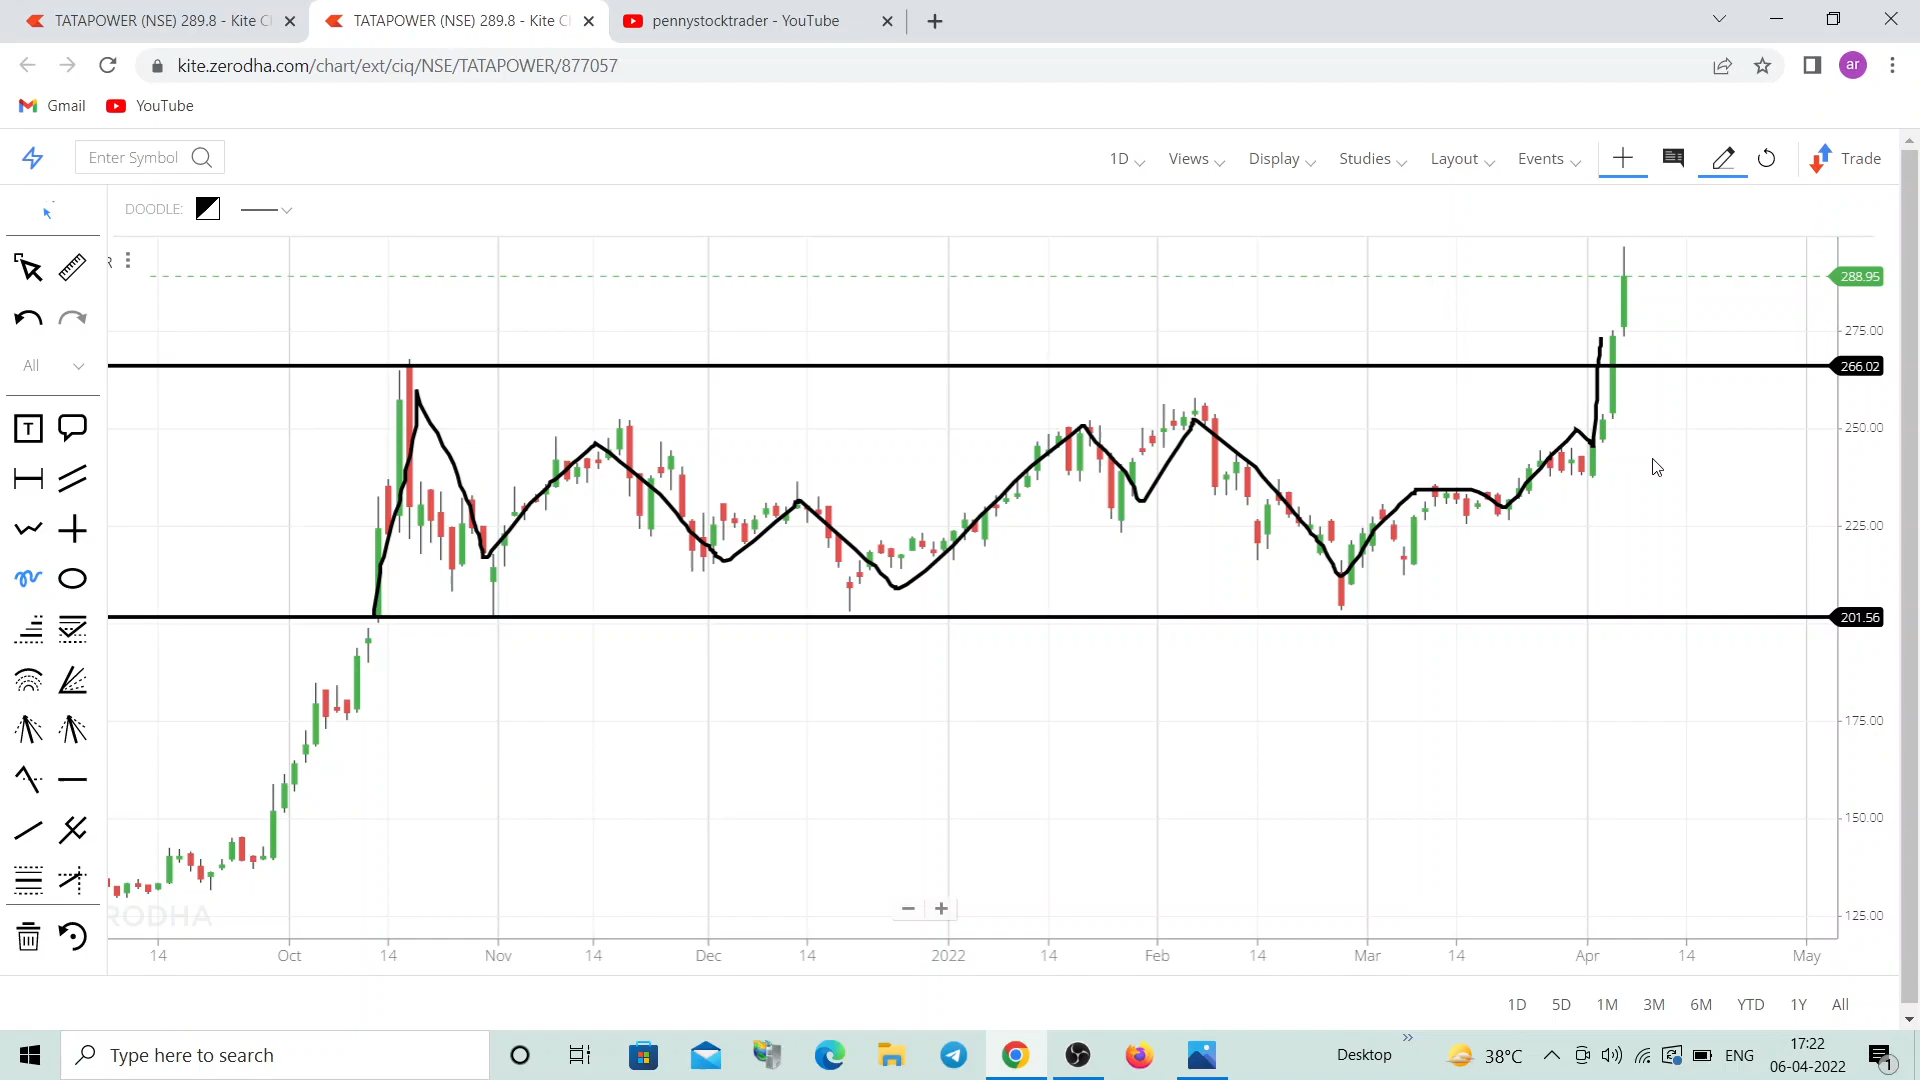 TATAPOWER (NSE) 289.8 - Kite C
TATAPOWER (NSE) 289.8 - Kite C
pennystocktrader - YouTube
kite.zerodha.com/chart/ext/ciq/NSE/TATAPOWER/877057
ar
Gmail
YouTube
Enter Symbol
1D
Views
Display
Studies
Layout
Events
Trade
DOODLE:
R
288.95
275.00
All
266.02
T
250.00
225.00
201.56
175.00
150.00
RODHA
125.00
14
Oct
14
Nov
14
Dec
14
2022
14
Feb
14
Mar
14
Apr
14
May
1D
5D
1M
3M
6M
YTD
1Y
All
Type here to search
Desktop
»
38°C
ENG
17:22
06-04-2022
1